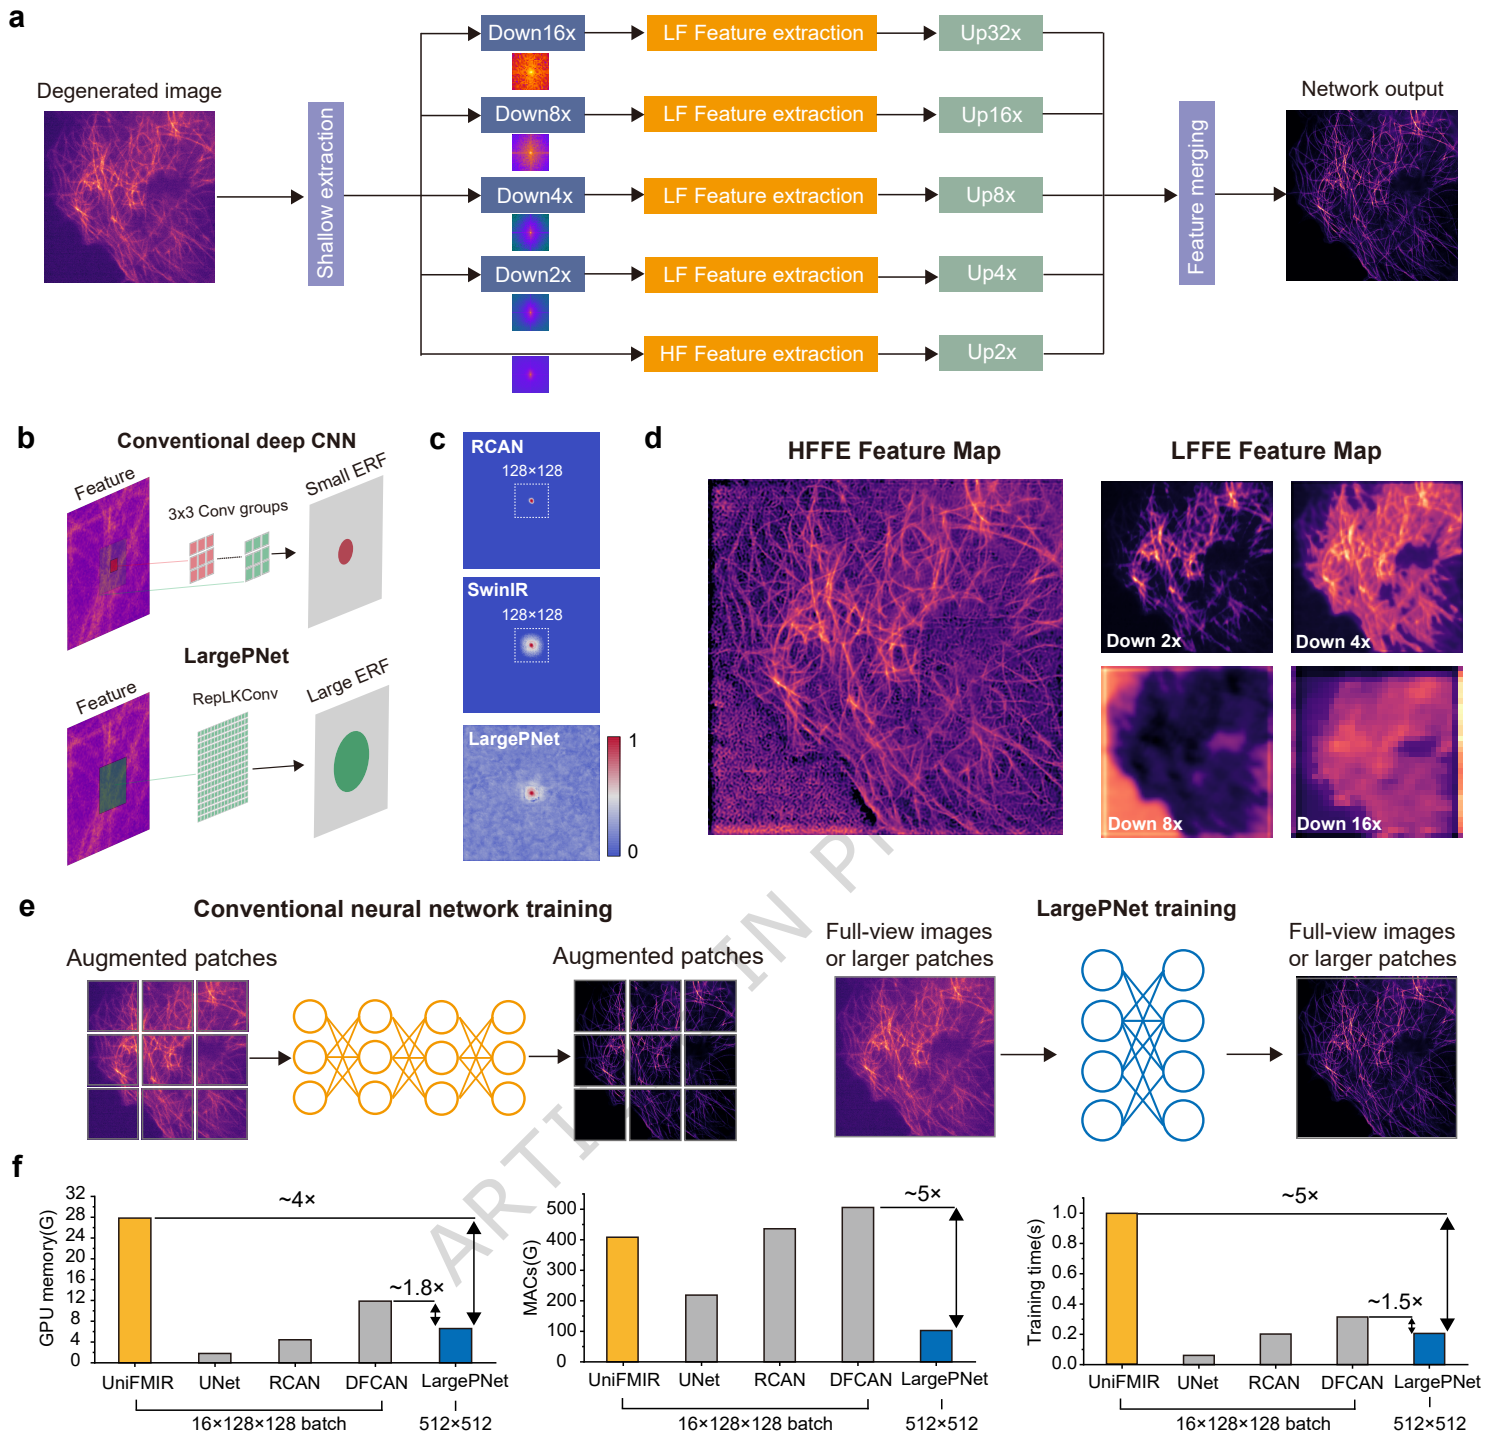 a
Degenerated image
Shallow extraction
Down16x
LF Feature extraction
Up32x
Down8x
LF Feature extraction
Up16x
Down4x
LF Feature extraction
Up8x
Down2x
LF Feature extraction
Up4x
HF Feature extraction
Up2x
Feature merging
Network output
b
Conventional deep CNN
Feature
3x3 Conv groups
Small ERF
LargePNet
Feature
RepLKConv
Large ERF
c
RCAN
128×128
SwinIR
128×128
LargePNet
1
0
d
HFFE Feature Map
LFFE Feature Map
Down 2x
Down 4x
Down 8x
Down 16x
e
Conventional neural network training
Augmented patches
Augmented patches
LargePNet training
Full-view images
or larger patches
Full-view images
or larger patches
f
GPU memory(G)
32
28
24
20
16
12
8
4
0
~4×
~1.8×
UniFMIR
UNet
RCAN
DFCAN
LargePNet
16×128×128 batch
512×512
MACs(G)
500
400
300
200
100
0
~5×
UniFMIR
UNet
RCAN
DFCAN
LargePNet
16×128×128 batch
512×512
Training time(s)
1.0
0.8
0.6
0.4
0.2
0.0
~5×
~1.5×
UniFMIR
UNet
RCAN
DFCAN
LargePNet
16×128×128 batch
512×512
IN